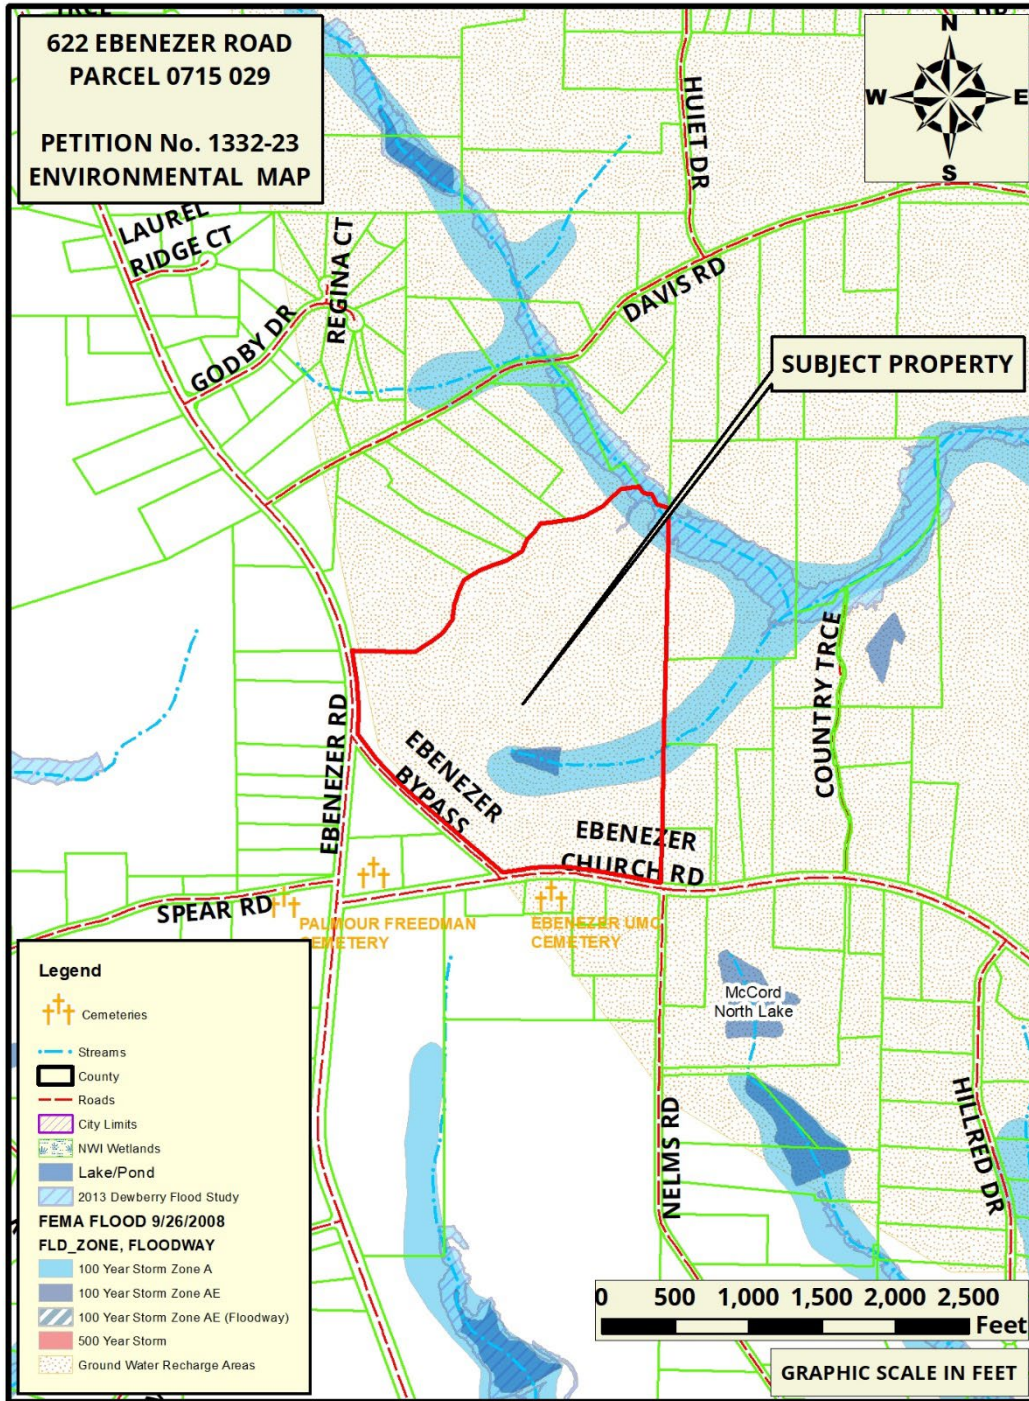 622 EBENEZER ROAD
PARCEL 0715 029
PETITION No. 1332-23
ENVIRONMENTAL MAP
N
W
E
S
HUIET DR
LAUREL
RIDGE CT
REGINA CT
GODBY DR
DAVIS RD
SUBJECT PROPERTY
COUNTRY TRCE
EBENEZER RD
EBENEZER
BYPASS
EBENEZER
CHURCH RD
SPEAR RD
PALMOUR FREEDMAN
CEMETERY
EBENEZER UMC
CEMETERY
McCord
North Lake
NELMS RD
HILLRED DR
Legend
Cemeteries
Streams
County
Roads
City Limits
NWI Wetlands
Lake/Pond
2013 Dewberry Flood Study
FEMA FLOOD 9/26/2008
FLD_ZONE, FLOODWAY
100 Year Storm Zone A
100 Year Storm Zone AE
100 Year Storm Zone AE (Floodway)
500 Year Storm
Ground Water Recharge Areas
0 500 1,000 1,500 2,000 2,500
Feet
GRAPHIC SCALE IN FEET